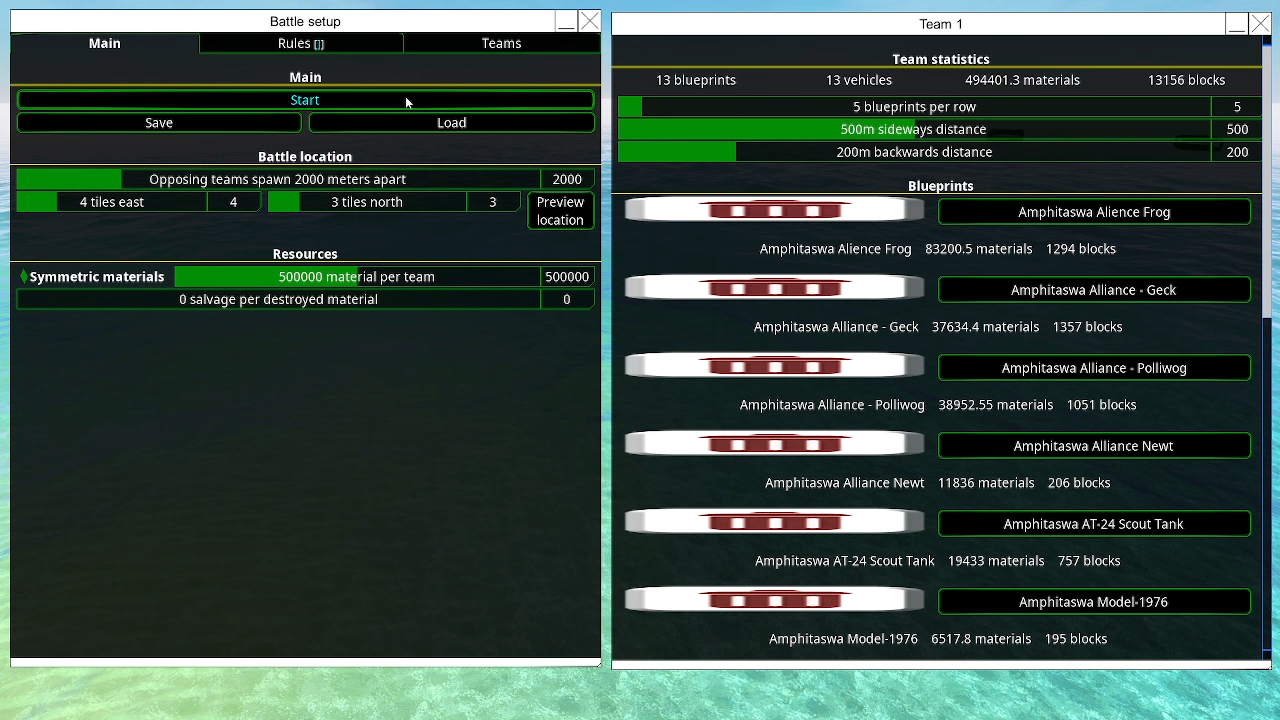 Battle setup
Main
Rules []
Teams
Main
Start
Save
Load
Battle location
Opposing teams spawn 2000 meters apart
2000
4 tiles east
4
3 tiles north
3
Preview
location
Resources
Symmetric materials
500000 material per team
500000
0 salvage per destroyed material
0
Team 1
Team statistics
13 blueprints
13 vehicles
494401.3 materials
13156 blocks
5 blueprints per row
5
500m sideways distance
500
200m backwards distance
200
Blueprints
Amphitaswa Alience Frog
Amphitaswa Alience Frog 83200.5 materials 1294 blocks
Amphitaswa Alliance - Geck
Amphitaswa Alliance - Geck 37634.4 materials 1357 blocks
Amphitaswa Alliance - Polliwog
Amphitaswa Alliance - Polliwog 38952.55 materials 1051 blocks
Amphitaswa Alliance Newt
Amphitaswa Alliance Newt 11836 materials 206 blocks
Amphitaswa AT-24 Scout Tank
Amphitaswa AT-24 Scout Tank 19433 materials 757 blocks
Amphitaswa Model-1976
Amphitaswa Model-1976 6517.8 materials 195 blocks